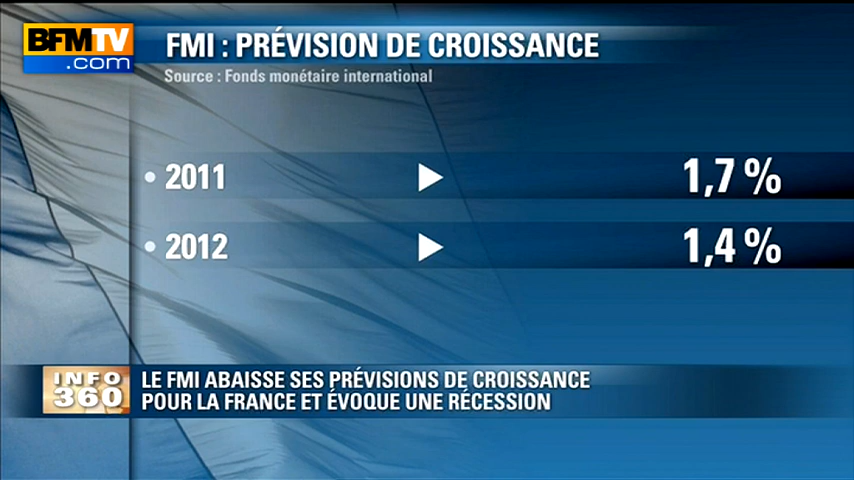 BFMTV
.com
FMI : PRÉVISION DE CROISSANCE
Source : Fonds monétaire international
• 2011 ▶ 1,7 %
• 2012 ▶ 1,4 %
INFO
360
LE FMI ABAISSE SES PRÉVISIONS DE CROISSANCE
POUR LA FRANCE ET ÉVOQUE UNE RÉCESSION